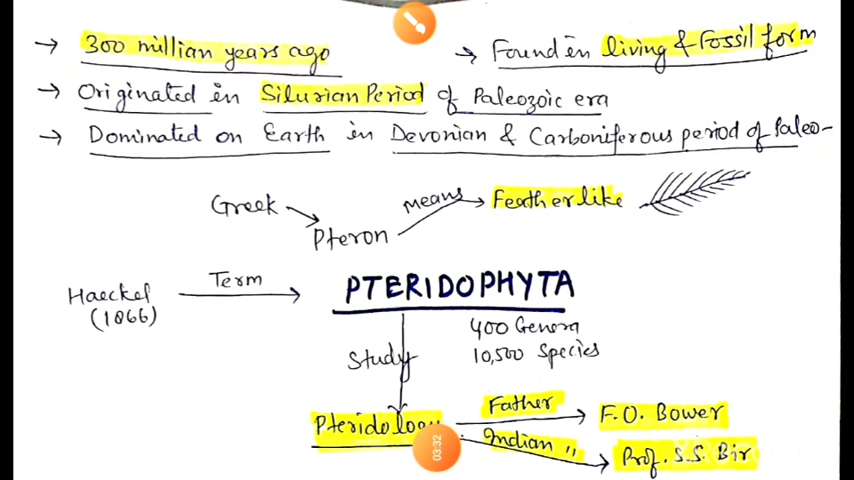 → 300 millian years ago → Found in living & Fossil form
→ Originated in Silurian Period of Paleozoic era
→ Dominated on Earth in Devonian & Carboniferous period of Paleo-
Greek means Featherlike
Pteron
Haeckel Term PTERIDOPHYTA
(1866)
400 Genera
Study 10,500 Species
Father F.O. Bower
Pteridology
Indian " Prof. S.S. Bir
03:32